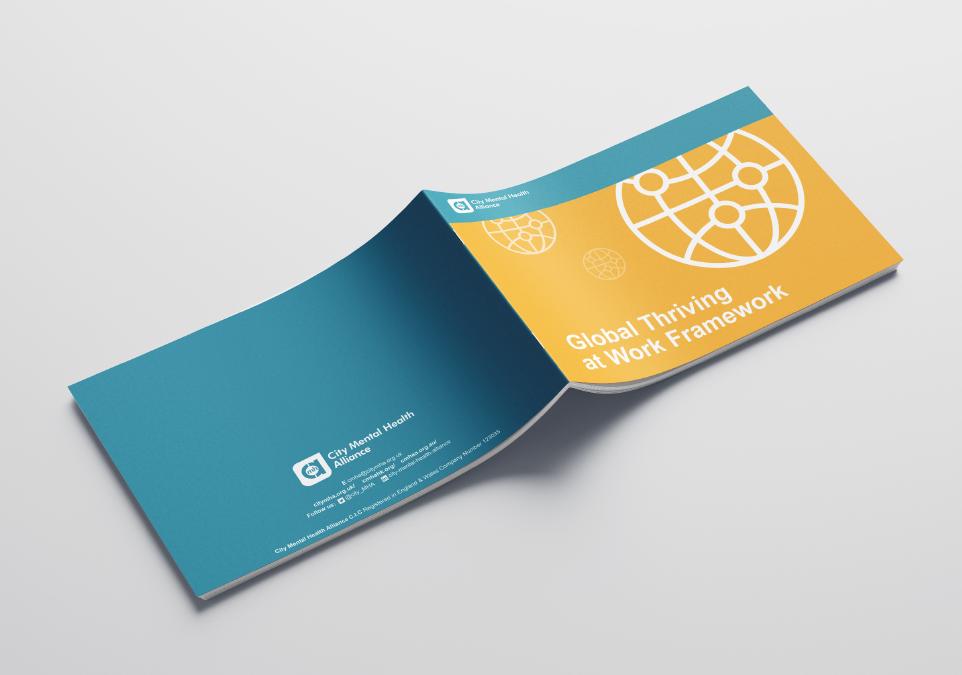 City Mental Health
Alliance
Global Thriving
at Work Framework
City Mental Health
Alliance
E cmha@citymha.org.uk
citymha.org.uk/ cmhahk.org/ cmhaa.org.au/
Follow us: @city_MHA city-mental-health-alliance
City Mental Health Alliance C.I.C Registered in England & Wales Company Number 123035